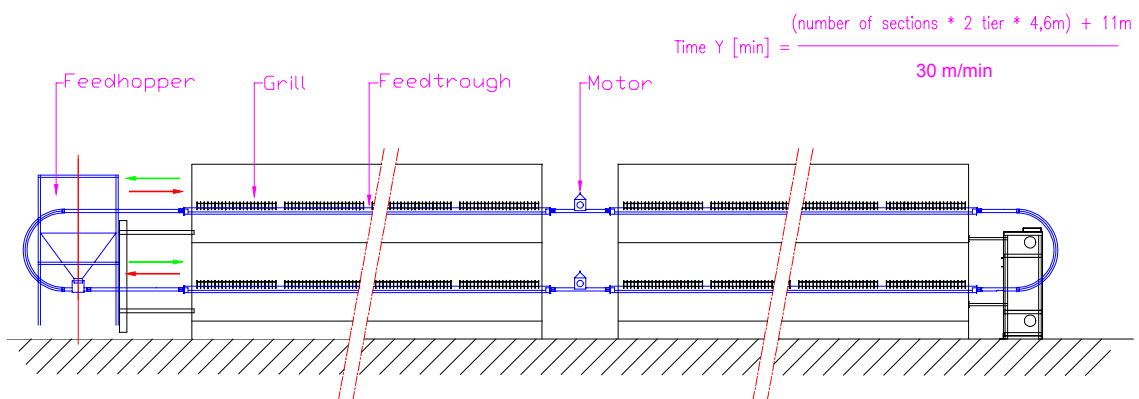 (number of sections * 2 tier * 4,6m) + 11m
Time Y [min] =
30 m/min
Feedhopper
Grill
Feedtrough
Motor